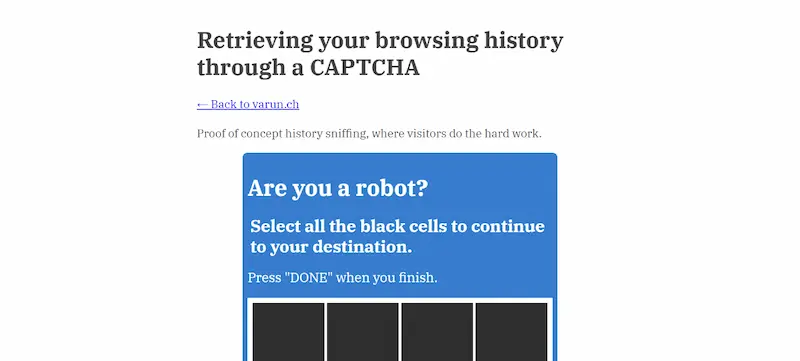 Retrieving your browsing history
through a CAPTCHA
← Back to varun.ch
Proof of concept history sniffing, where visitors do the hard work.
Are you a robot?
Select all the black cells to continue
to your destination.
Press "DONE" when you finish.